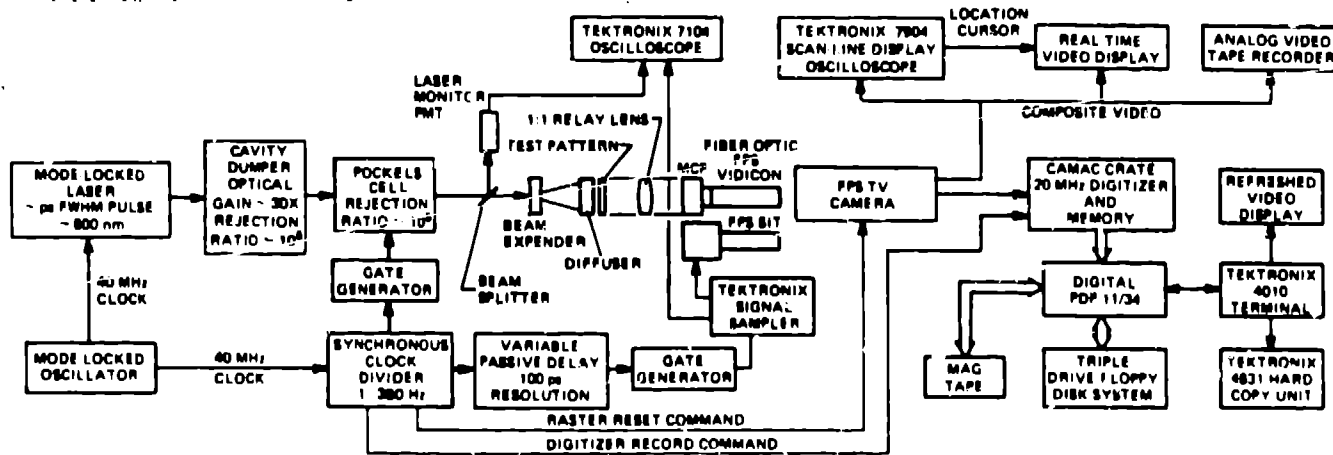 TEKTRONIX 7104
OSCILLOSCOPE
TEKTRONIX 7904
SCAN-LINE DISPLAY
OSCILLOSCOPE
LOCATION
CURSOR
REAL TIME
VIDEO DISPLAY
ANALOG VIDEO
TAPE RECORDER
COMPOSITE VIDEO
LASER
MONITOR
PMT
1:1 RELAY LENS
TEST PATTERN
MCP
FIBER OPTIC
FPS
VIDICON
MODE LOCKED
LASER
~ ps FWHM PULSE
~ 800 nm
CAVITY
DUMPER
OPTICAL
GAIN ~ 30X
REJECTION
RATIO ~
POCKELS
CELL
REJECTION
RATIO ~
BEAM
EXPENDER
DIFFUSER
FPS SIT
FPS TV
CAMERA
CAMAC CRATE
20 MHz DIGITIZER
AND
MEMORY
REFRESHED
VIDEO
DISPLAY
40 MHz
CLOCK
GATE
GENERATOR
BEAM
SPLITTER
TEKTRONIX
SIGNAL
SAMPLER
DIGITAL
PDP 11/34
TEKTRONIX
4010
TERMINAL
MODE LOCKED
OSCILLATOR
40 MHz
CLOCK
SYNCHRONOUS
CLOCK
DIVIDER
VARIABLE
PASSIVE DELAY
100 ps
RESOLUTION
GATE
GENERATOR
MAG
TAPE
TRIPLE
DRIVE FLOPPY
DISK SYSTEM
TEKTRONIX
4631 HARD
COPY UNIT
RASTER RESET COMMAND
DIGITIZER RECORD COMMAND